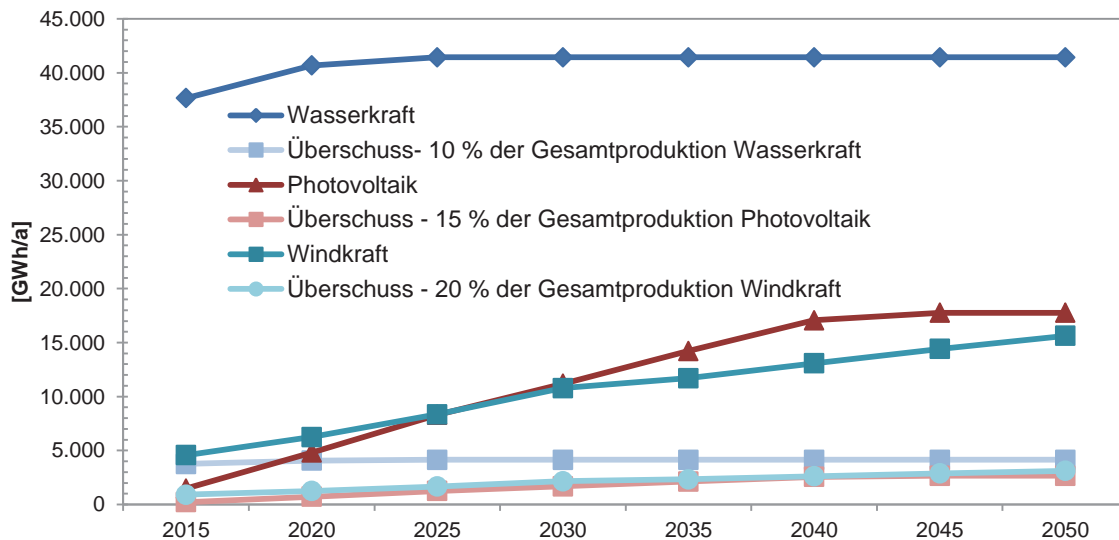 45.000
40.000
35.000
30.000
25.000
20.000
15.000
10.000
5.000
0
[GWh/a]
Wasserkraft
Überschuss- 10 % der Gesamtproduktion Wasserkraft
Photovoltaik
Überschuss - 15 % der Gesamtproduktion Photovoltaik
Windkraft
Überschuss - 20 % der Gesamtproduktion Windkraft
2015 2020 2025 2030 2035 2040 2045 2050